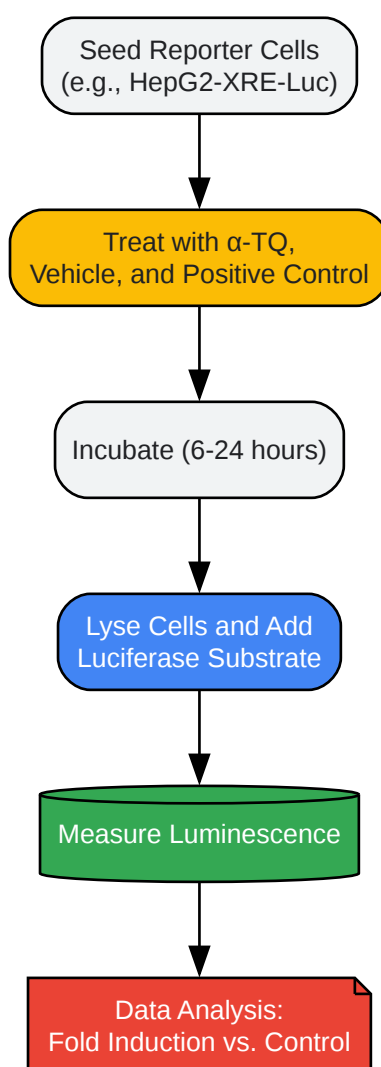 Seed Reporter Cells
(e.g., HepG2-XRE-Luc)
Treat with α-TQ,
Vehicle, and Positive Control
Incubate (6-24 hours)
Lyse Cells and Add
Luciferase Substrate
Measure Luminescence
Data Analysis:
Fold Induction vs. Control